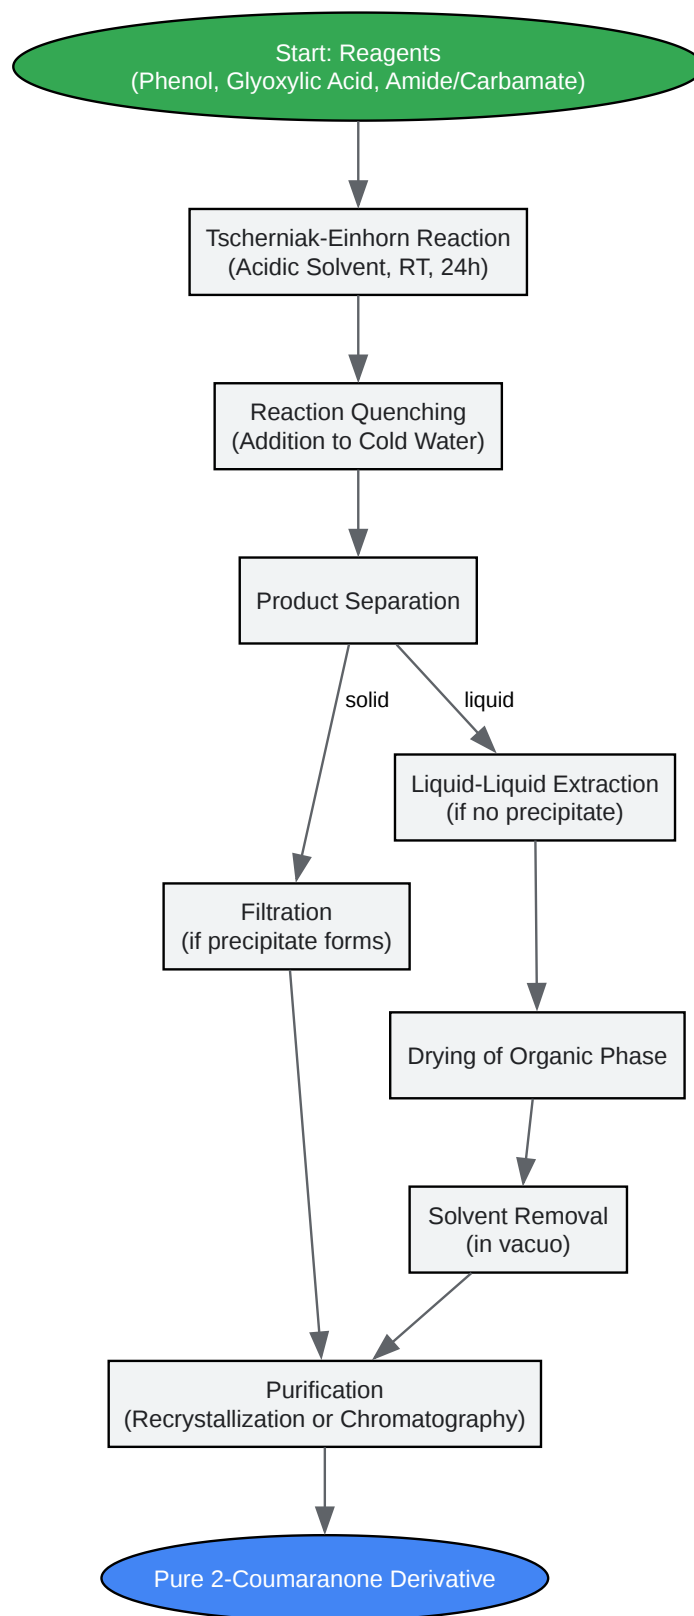 Start: Reagents
(Phenol, Glyoxylic Acid, Amide/Carbamate)
Tscherniak-Einhorn Reaction
(Acidic Solvent, RT, 24h)
Reaction Quenching
(Addition to Cold Water)
Product Separation
solid
liquid
Liquid-Liquid Extraction
(if no precipitate)
Filtration
(if precipitate forms)
Drying of Organic Phase
Solvent Removal
(in vacuo)
Purification
(Recrystallization or Chromatography)
Pure 2-Coumaranone Derivative